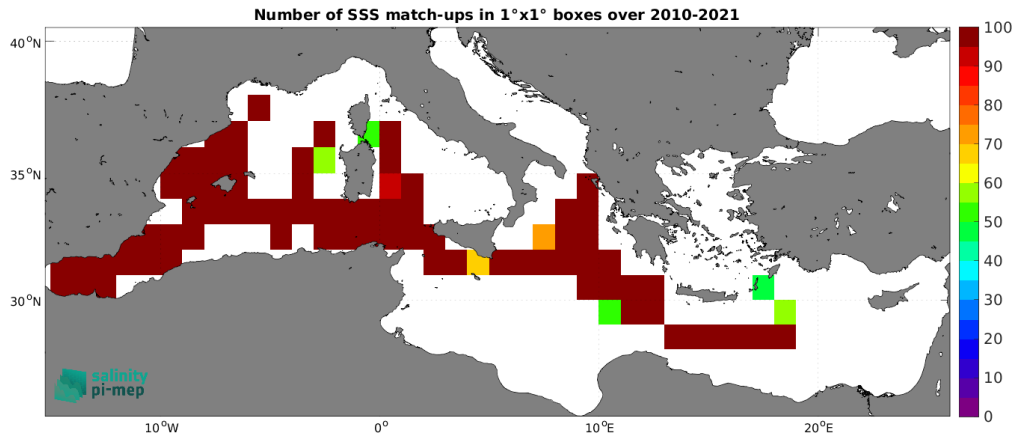 Number of SSS match-ups in 1°x1° boxes over 2010-2021
40°N
35°N
30°N
10°W
0°
10°E
20°E
100
90
80
70
60
50
40
30
20
10
0
salinity
pi-mep